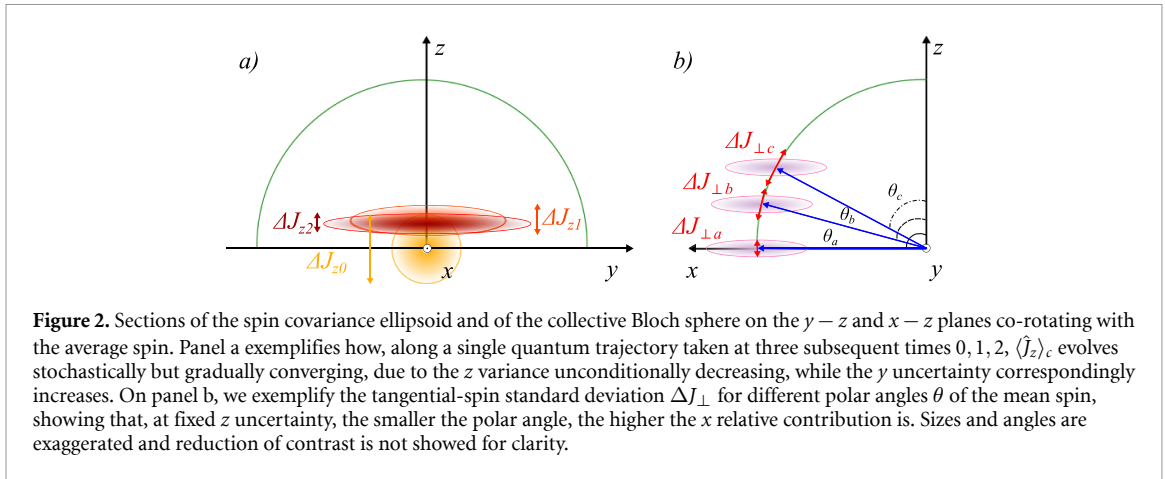 a)
z
ΔJz2
ΔJz1
ΔJz0
x
y
b)
z
ΔJ⊥c
ΔJ⊥b
ΔJ⊥a
θc
θb
θa
x
y
Figure 2. Sections of the spin covariance ellipsoid and of the collective Bloch sphere on the y − z and x − z planes co-rotating with
the average spin. Panel a exemplifies how, along a single quantum trajectory taken at three subsequent times 0, 1, 2, ⟨Ĵz⟩c evolves
stochastically but gradually converging, due to the z variance unconditionally decreasing, while the y uncertainty correspondingly
increases. On panel b, we exemplify the tangential-spin standard deviation ΔJ⊥ for different polar angles θ of the mean spin,
showing that, at fixed z uncertainty, the smaller the polar angle, the higher the x relative contribution is. Sizes and angles are
exaggerated and reduction of contrast is not showed for clarity.